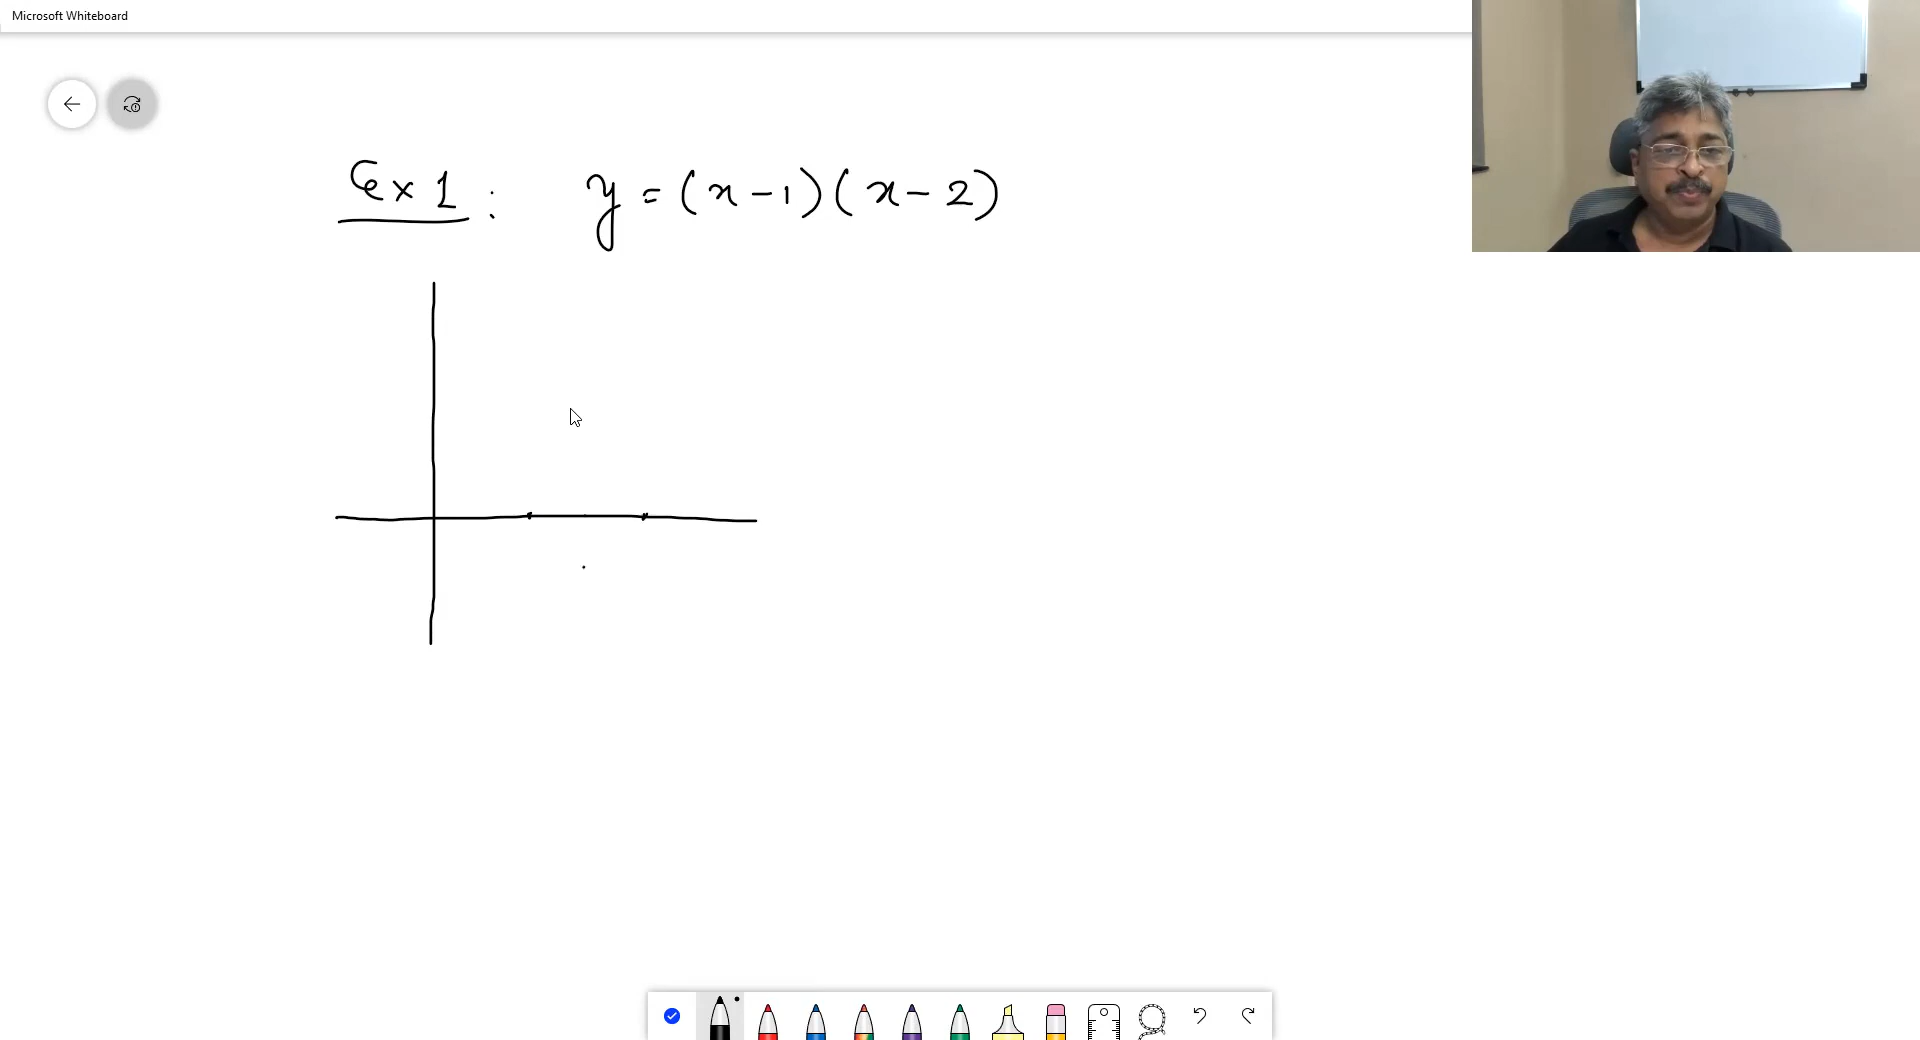 Microsoft Whiteboard
Ex 1 : y = (x-1)(x-2)